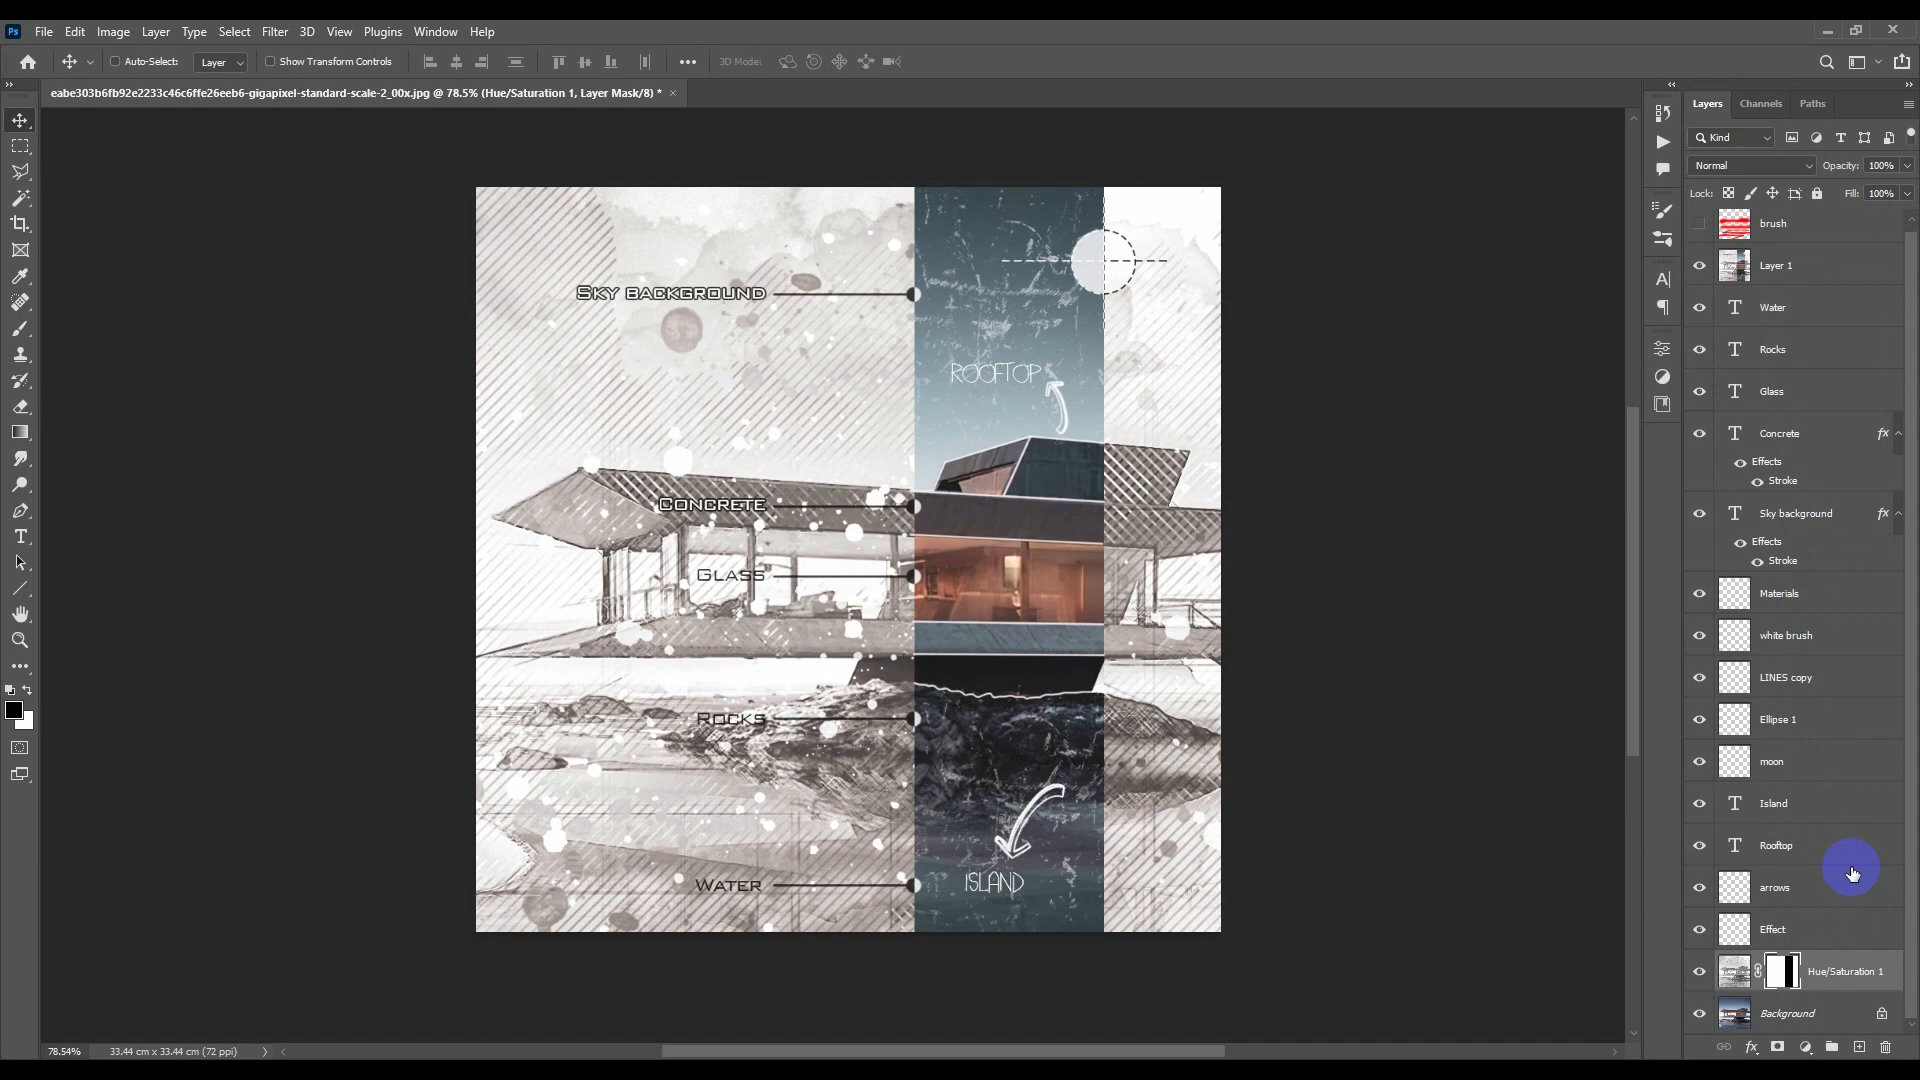 Ps File Edit Image Layer Type Select Filter 3D View Plugins Window Help
Auto-Select: Layer Show Transform Controls 3D Mode:
eabe303b6fb92e2233c46c6ffe26eeb6-gigapixel-standard-scale-2_00x.jpg @ 78.5% (Hue/Saturation 1, Layer Mask/8) *
Layers Channels Paths
Kind
Normal Opacity: 100%
Lock: Fill: 100%
brush
Layer 1
Water
Rocks
Glass
Concrete fx
Effects
Stroke
Sky background fx
Effects
Stroke
Materials
white brush
LINES copy
Ellipse 1
moon
Island
Rooftop
arrows
Effect
Hue/Saturation 1
Background
fx
SKY BACKGROUND
ROOFTOP
CONCRETE
GLASS
ROCKS
WATER
ISLAND
78.54% 33.44 cm x 33.44 cm (72 ppi)